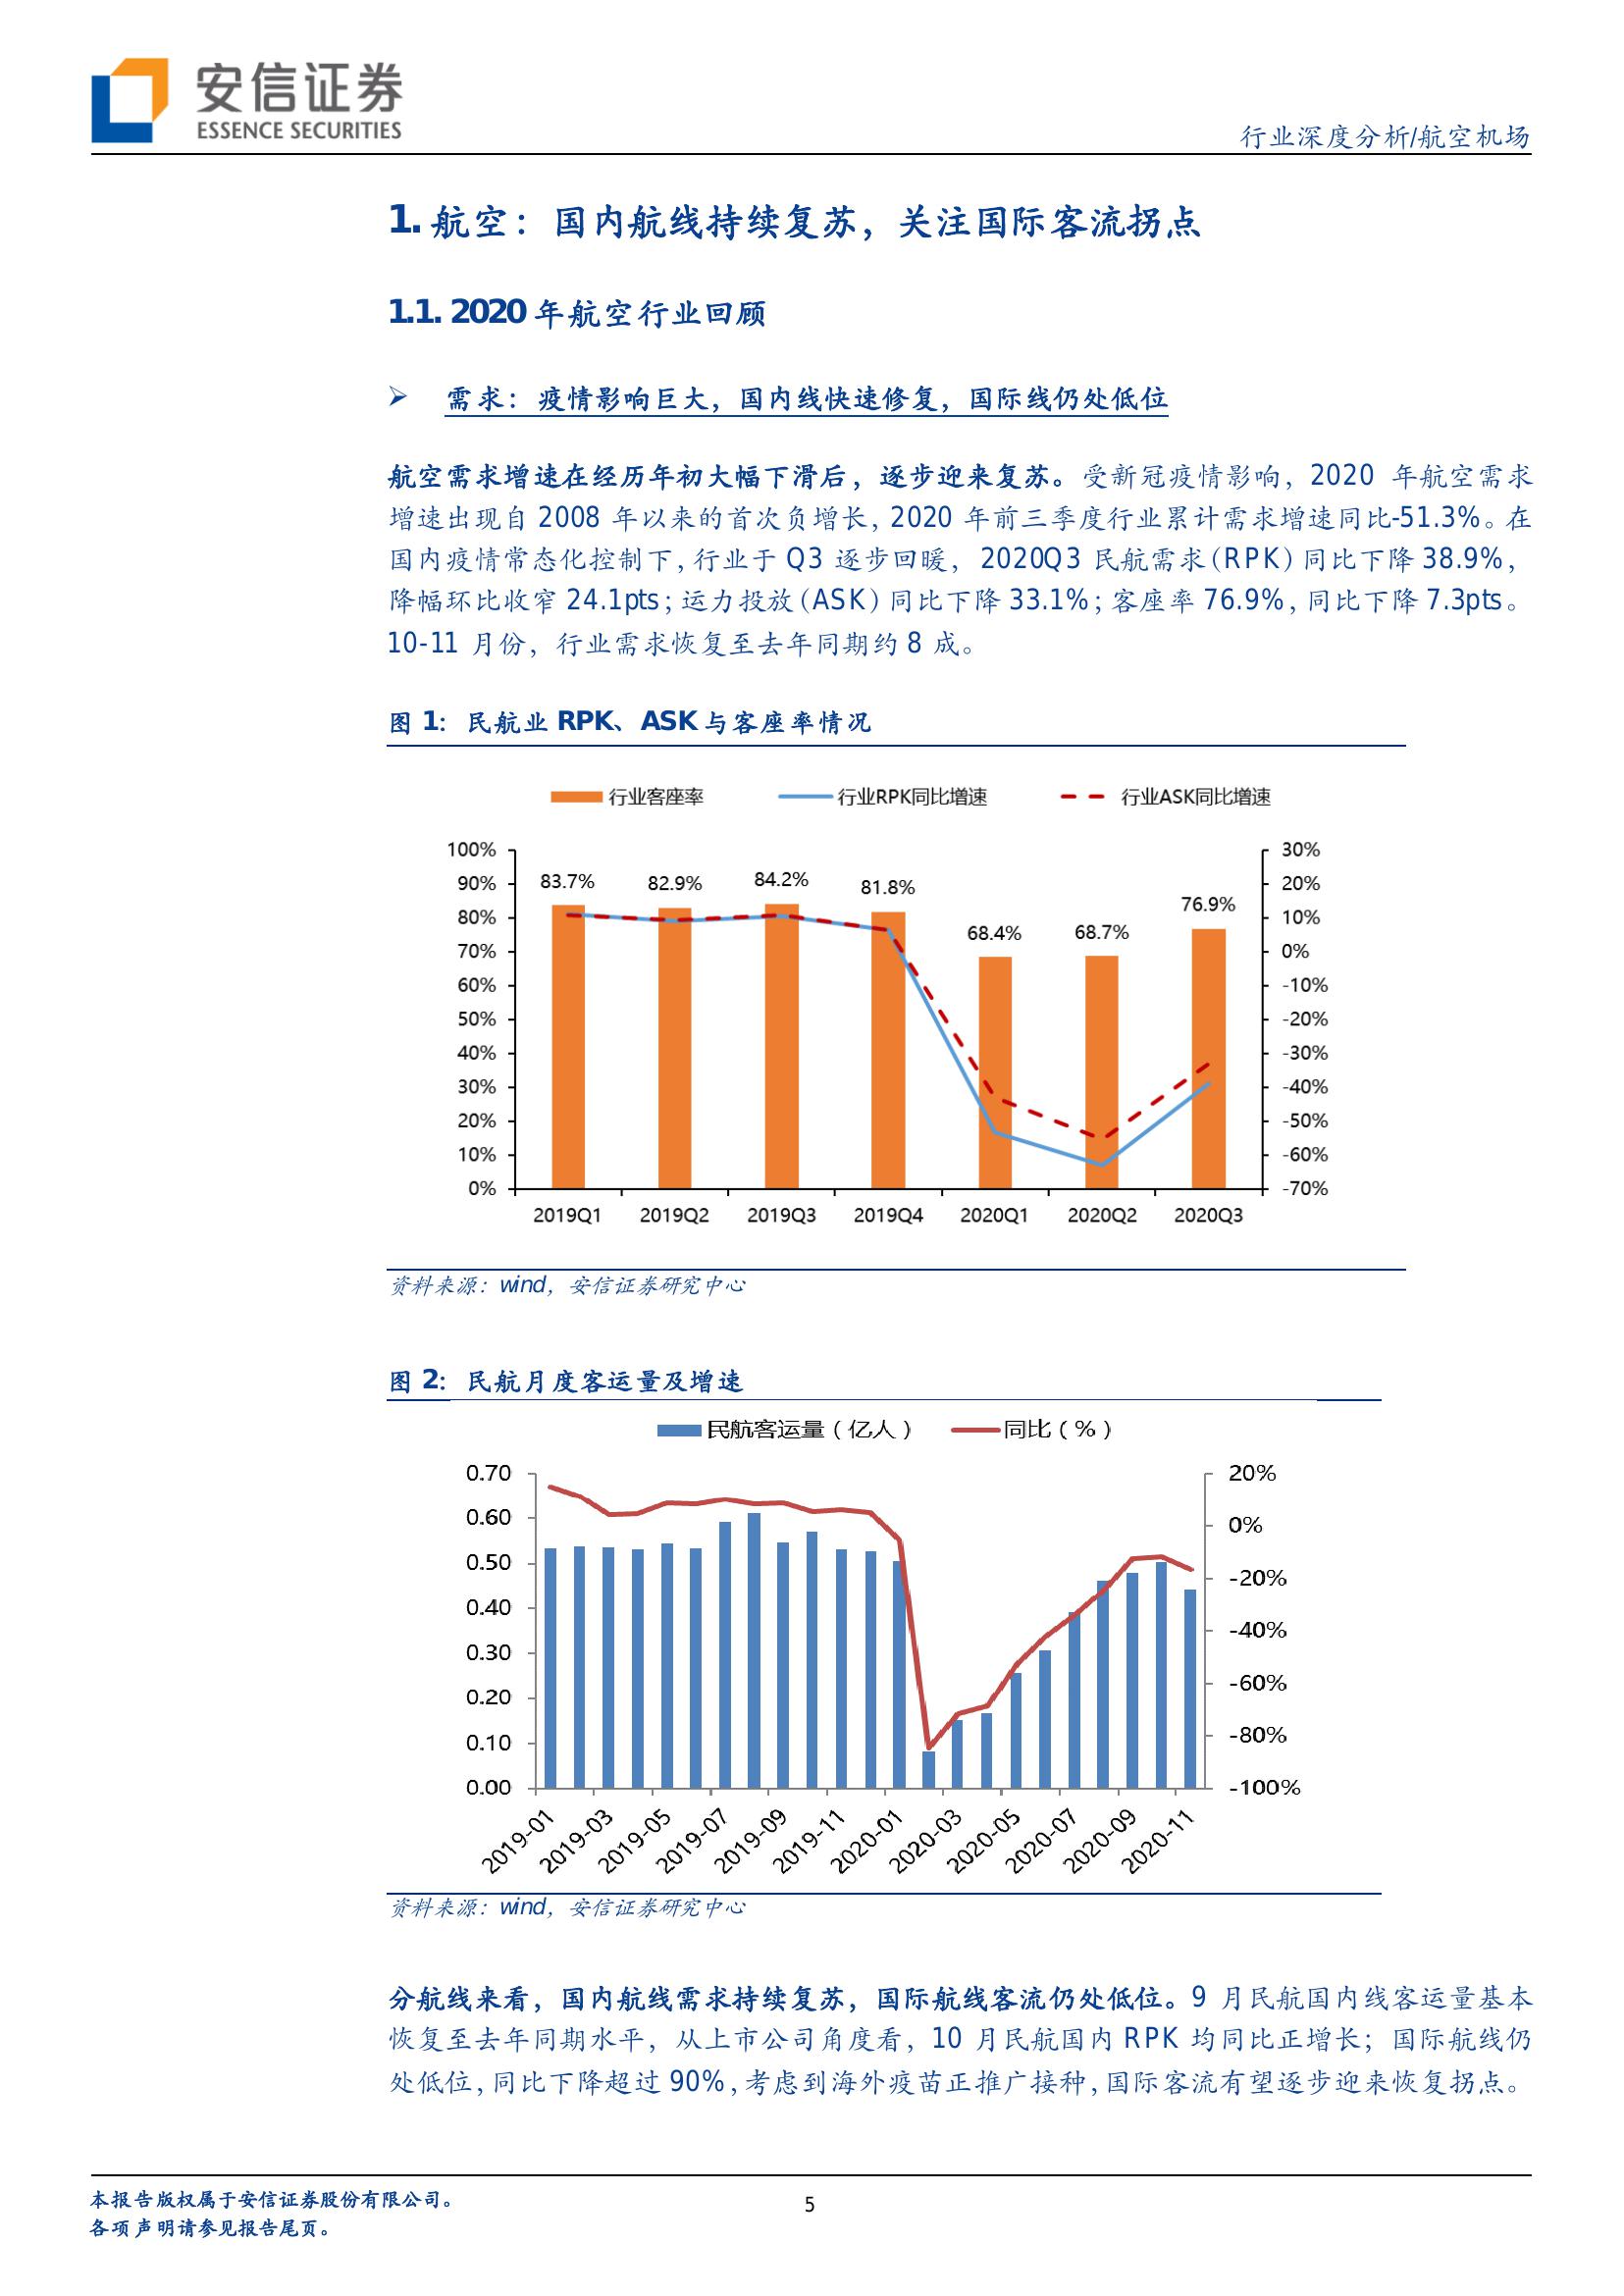 安信证券
ESSENCE SECURITIES
行业深度分析/航空机场
1. 航空：国内航线持续复苏，关注国际客流拐点
1.1. 2020 年航空行业回顾
➢ 需求：疫情影响巨大，国内线快速修复，国际线仍处低位
航空需求增速在经历年初大幅下滑后，逐步迎来复苏。受新冠疫情影响，2020 年航空需求
增速出现自 2008 年以来的首次负增长，2020 年前三季度行业累计需求增速同比-51.3%。在
国内疫情常态化控制下，行业于 Q3 逐步回暖，2020Q3 民航需求（RPK）同比下降 38.9%，
降幅环比收窄 24.1pts；运力投放（ASK）同比下降 33.1%；客座率 76.9%，同比下降 7.3pts。
10-11 月份，行业需求恢复至去年同期约 8 成。
图 1：民航业 RPK、ASK 与客座率情况
行业客座率 行业RPK同比增速 行业ASK同比增速
100% 30%
90% 20%
80% 10%
70% 0%
60% -10%
50% -20%
40% -30%
30% -40%
20% -50%
10% -60%
0% -70%
83.7% 82.9% 84.2% 81.8% 68.4% 68.7% 76.9%
2019Q1 2019Q2 2019Q3 2019Q4 2020Q1 2020Q2 2020Q3
资料来源：wind，安信证券研究中心
图 2：民航月度客运量及增速
民航客运量（亿人） 同比（%）
0.70 20%
0.60 0%
0.50 -20%
0.40 -40%
0.30 -60%
0.20 -80%
0.10 -100%
0.00
2019-01 2019-03 2019-05 2019-07 2019-09 2019-11 2020-01 2020-03 2020-05 2020-07 2020-09 2020-11
资料来源：wind，安信证券研究中心
分航线来看，国内航线需求持续复苏，国际航线客流仍处低位。9 月民航国内线客运量基本
恢复至去年同期水平，从上市公司角度看，10 月民航国内 RPK 均同比正增长；国际航线仍
处低位，同比下降超过 90%，考虑到海外疫苗正推广接种，国际客流有望逐步迎来恢复拐点。
本报告版权属于安信证券股份有限公司。
5
各项声明请参见报告尾页。